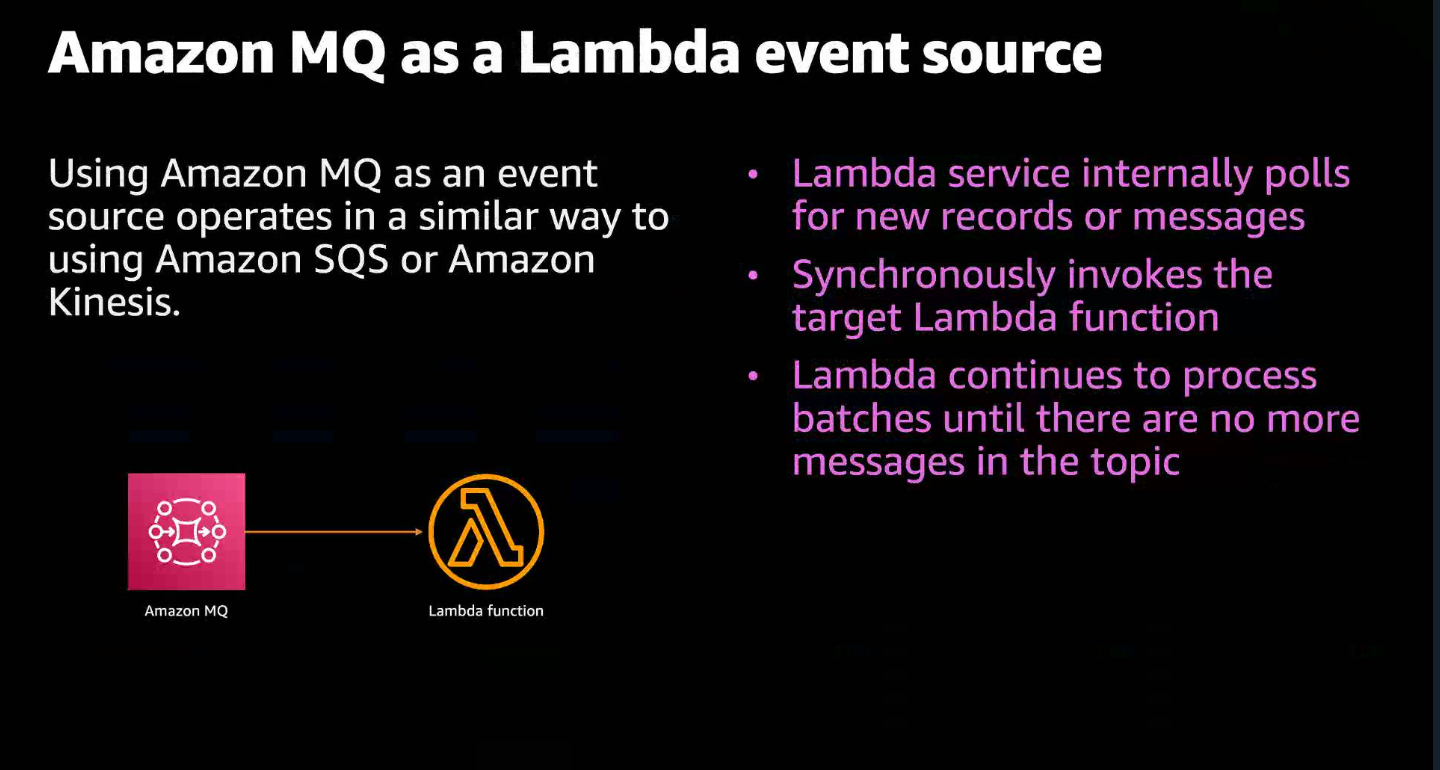 Amazon MQ as a Lambda event source
Using Amazon MQ as an event
source operates in a similar way to
using Amazon SQS or Amazon
Kinesis.
• Lambda service internally polls
for new records or messages
• Synchronously invokes the
target Lambda function
• Lambda continues to process
batches until there are no more
messages in the topic
Amazon MQ
Lambda function